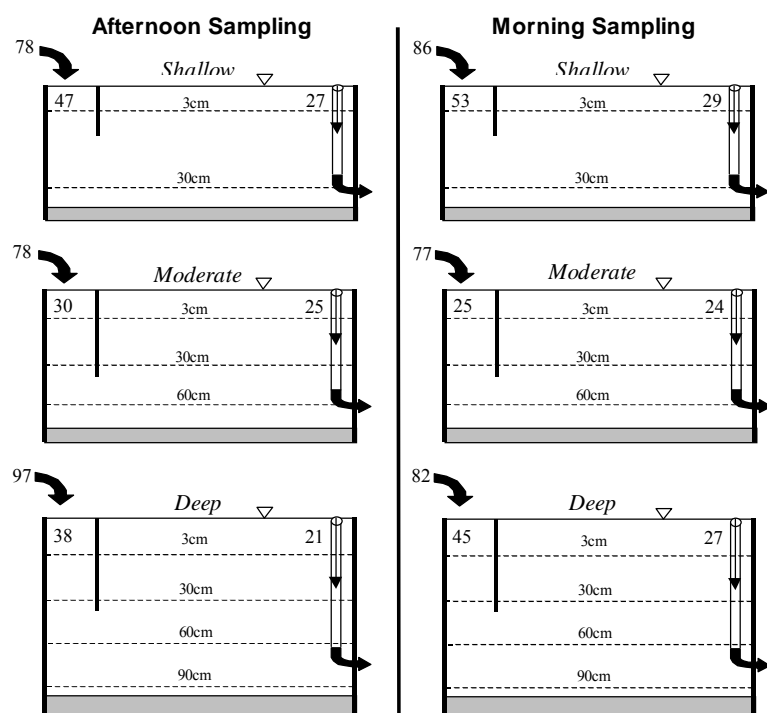 Afternoon Sampling
78
Shallow
47
3cm
27
30cm
78
Moderate
30
3cm
25
30cm
60cm
97
Deep
38
3cm
21
30cm
60cm
90cm
Morning Sampling
86
Shallow
53
3cm
29
30cm
77
Moderate
25
3cm
24
30cm
60cm
82
Deep
45
3cm
27
30cm
60cm
90cm